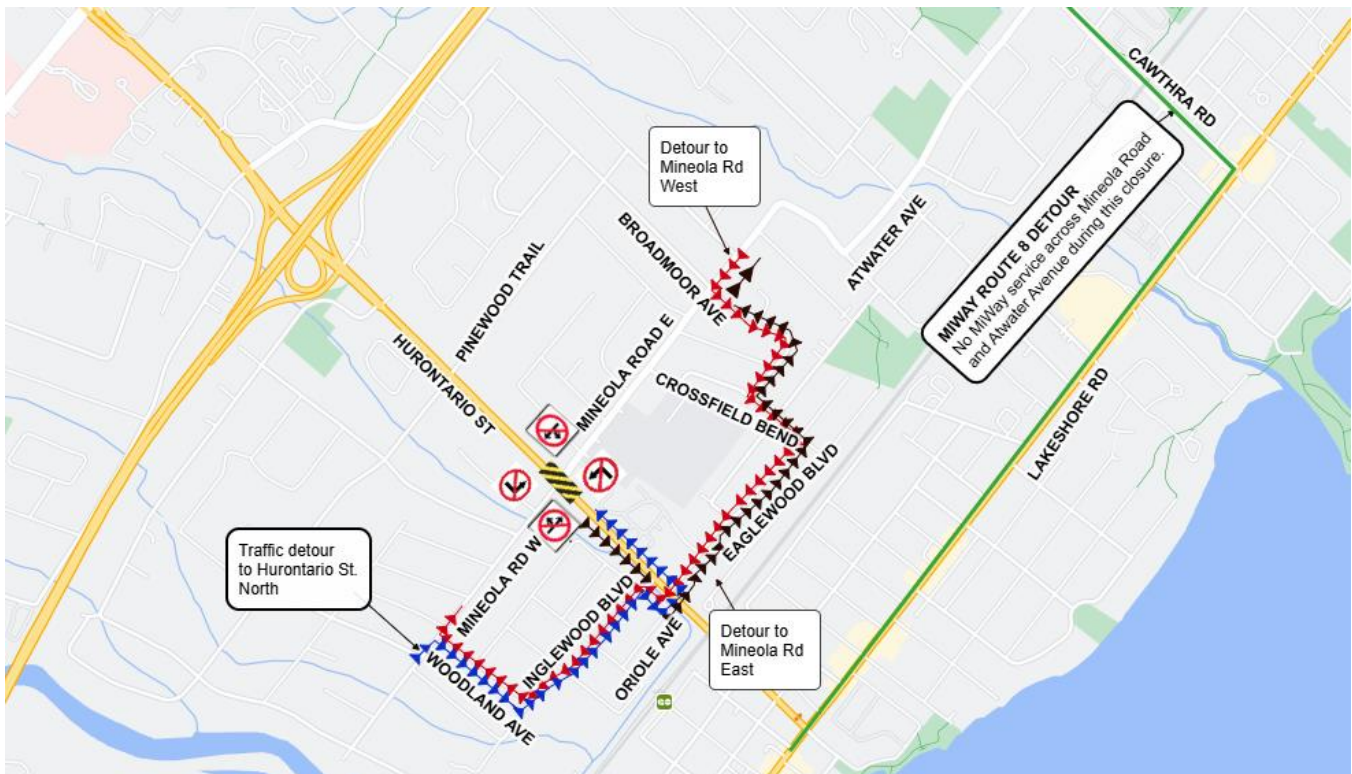 CAWTHRA RD
Detour to
Mineola Rd
West
MIWAY ROUTE 8 DETOUR
No MiWay service across Mineola Road
and Atwater Avenue during this closure.
BROADMOOR AVE
ATWATER AVE
PINEWOOD TRAIL
HURONTARIO ST
MINEOLA ROAD E
CROSSFIELD BEND
LAKESHORE RD
EAGLEWOOD BLVD
Traffic detour
to Hurontario St.
North
MINEOLA RD W
INGLEWOOD BLVD
ORIOLE AVE
WOODLAND AVE
Detour to
Mineola Rd
East
GO